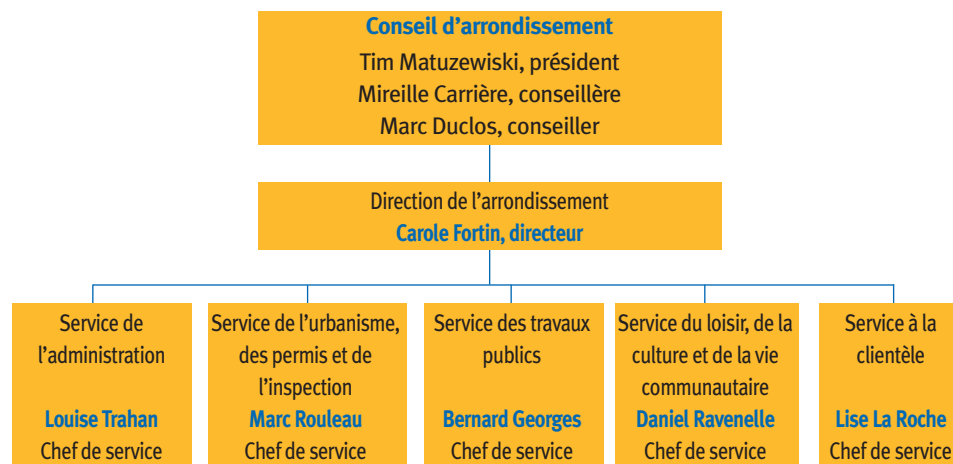 Conseil d’arrondissement
Tim Matuzewiski, président
Mireille Carrière, conseillère
Marc Duclos, conseiller
Direction de l’arrondissement
Carole Fortin, directeur
Service de
l’administration
Louise Trahan
Chef de service
Service de l’urbanisme,
des permis et de
l’inspection
Marc Rouleau
Chef de service
Service des travaux
publics
Bernard Georges
Chef de service
Service du loisir, de la
culture et de la vie
communautaire
Daniel Ravenelle
Chef de service
Service à la
clientèle
Lise La Roche
Chef de service